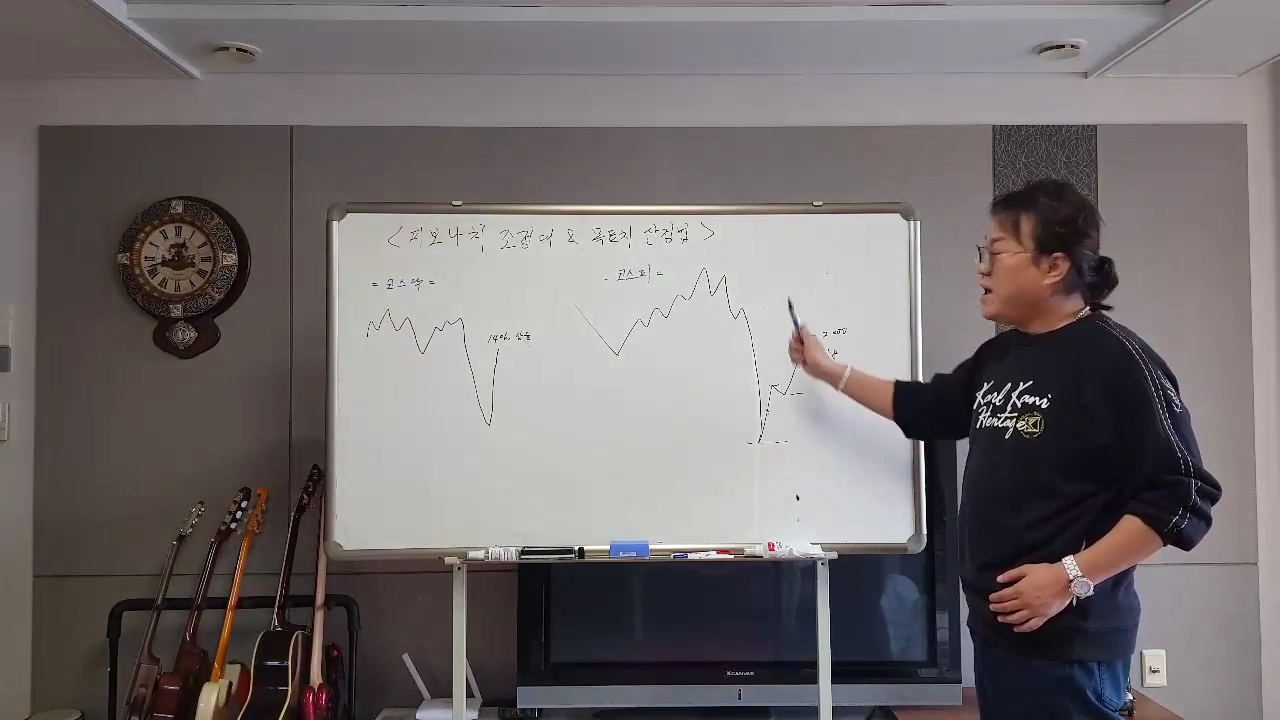 < 피보나치 조정대 & 목표치 산정법 >
= 코스닥 =
- 코스피 =
14% 상승
Karl Kani
Heritage
XCANVAS